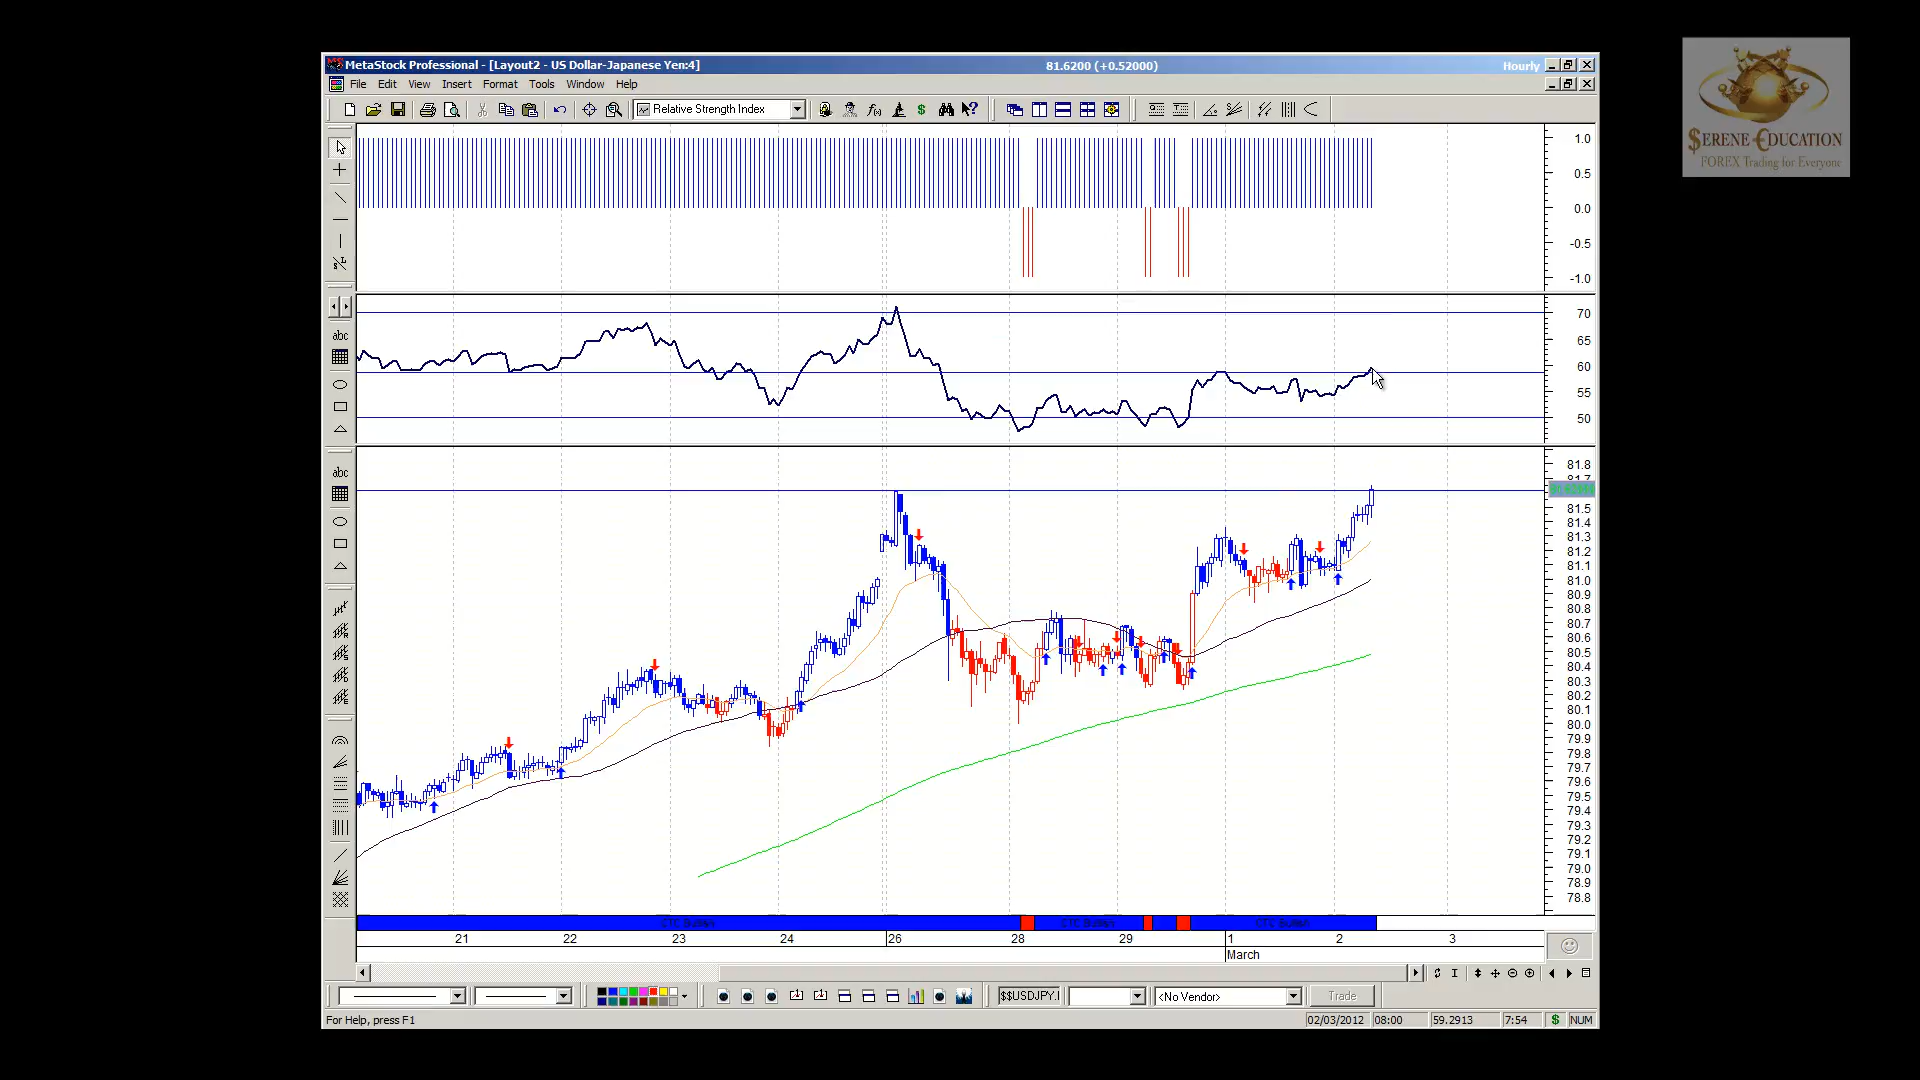 MetaStock Professional - [Layout2 - US Dollar-Japanese Yen:4]
81.6200 (+0.52000)
Hourly
File Edit View Insert Format Tools Window Help
Relative Strength Index
$ERENE €DUCATION
FOREX Trading for Everyone
1.0
0.5
0.0
-0.5
-1.0
abc
70
65
60
55
50
abc
81.8
81.5
81.4
81.3
81.2
81.1
81.0
80.9
80.8
80.7
80.6
80.5
80.4
80.3
80.2
80.1
80.0
79.9
79.8
79.7
79.6
79.5
79.4
79.3
79.2
79.1
79.0
78.9
78.8
21 22 23 24 26 28 29 1 2 3
March
$$USDJPY.I
<No Vendor>
Trade
For Help, press F1
02/03/2012 08:00 59.2913 7:54 $ NUM